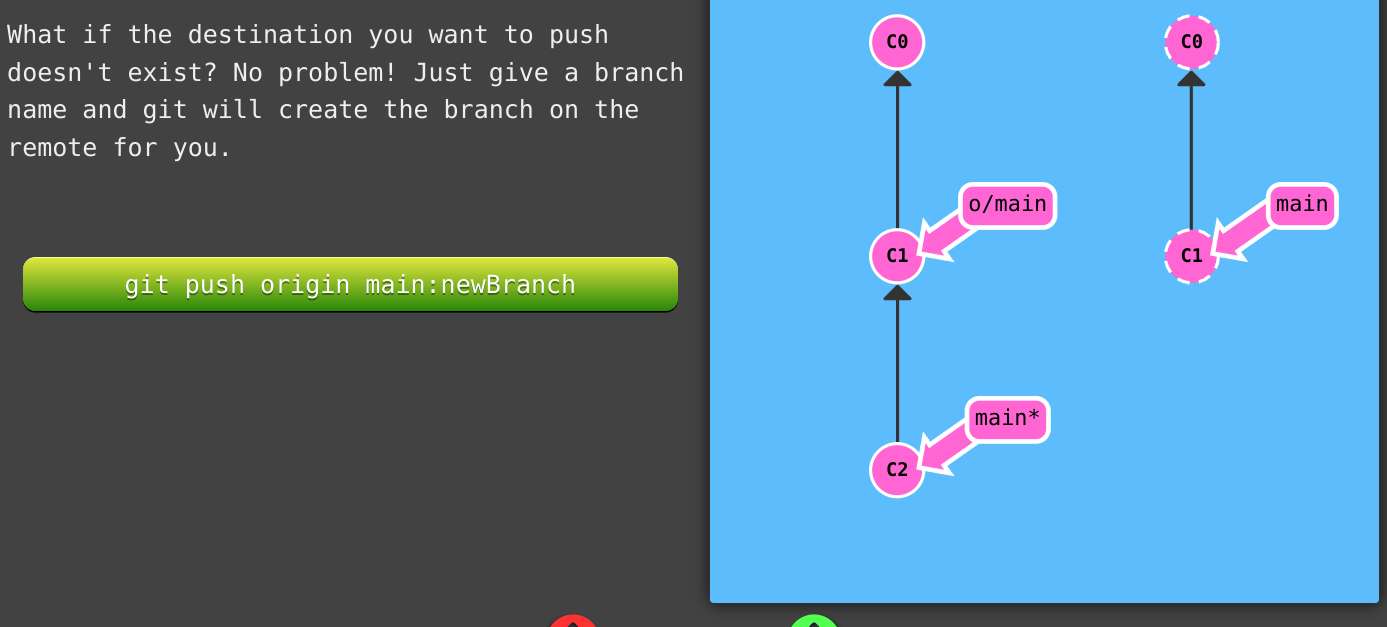 What if the destination you want to push
doesn't exist? No problem! Just give a branch
name and git will create the branch on the
remote for you.
git push origin main:newBranch
C0
C0
o/main
main
C1
C1
main*
C2